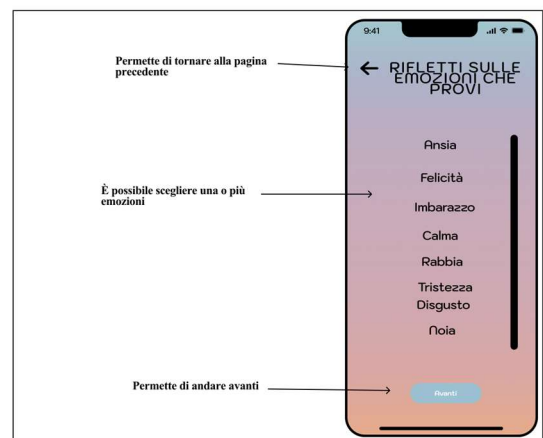 9:41
Permette di tornare alla pagina
precedente
RIFLETTI SULLE
EMOZIONI CHE
PROVI
Ansia
Felicità
È possibile scegliere una o più
emozioni
Imbarazzo
Calma
Rabbia
Tristezza
Disgusto
Noia
Permette di andare avanti
Avanti